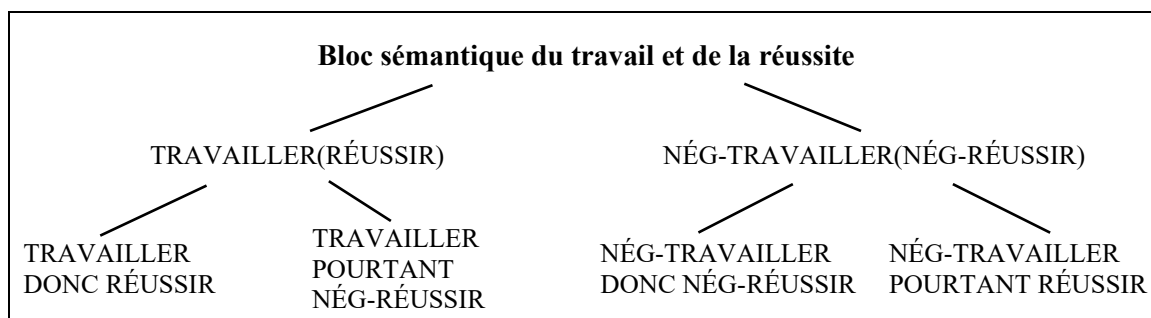 Bloc sémantique du travail et de la réussite
TRAVAILLER(RÉUSSIR)
NÉG-TRAVAILLER(NÉG-RÉUSSIR)
TRAVAILLER
DONC RÉUSSIR
TRAVAILLER
POURTANT
NÉG-RÉUSSIR
NÉG-TRAVAILLER
DONC NÉG-RÉUSSIR
NÉG-TRAVAILLER
POURTANT RÉUSSIR